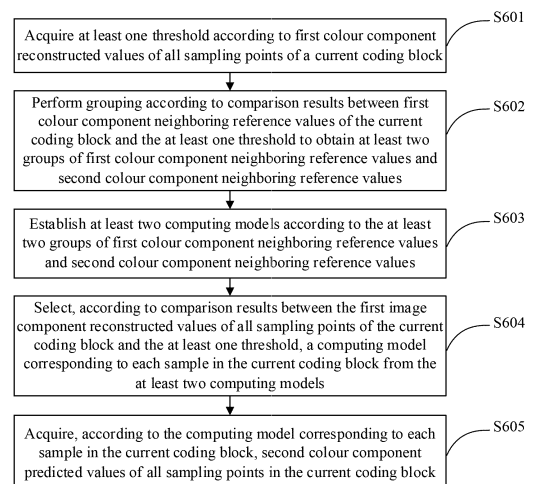 S601
Acquire at least one threshold according to first colour component
reconstructed values of all sampling points of a current coding block
S602
Perform grouping according to comparison results between first
colour component neighboring reference values of the current
coding block and the at least one threshold to obtain at least two
groups of first colour component neighboring reference values and
second colour component neighboring reference values
S603
Establish at least two computing models according to the at least
two groups of first colour component neighboring reference values
and second colour component neighboring reference values
S604
Select, according to comparison results between the first image
component reconstructed values of all sampling points of the current
coding block and the at least one threshold, a computing model
corresponding to each sample in the current coding block from the
at least two computing models
S605
Acquire, according to the computing model corresponding to each
sample in the current coding block, second colour component
predicted values of all sampling points in the current coding block